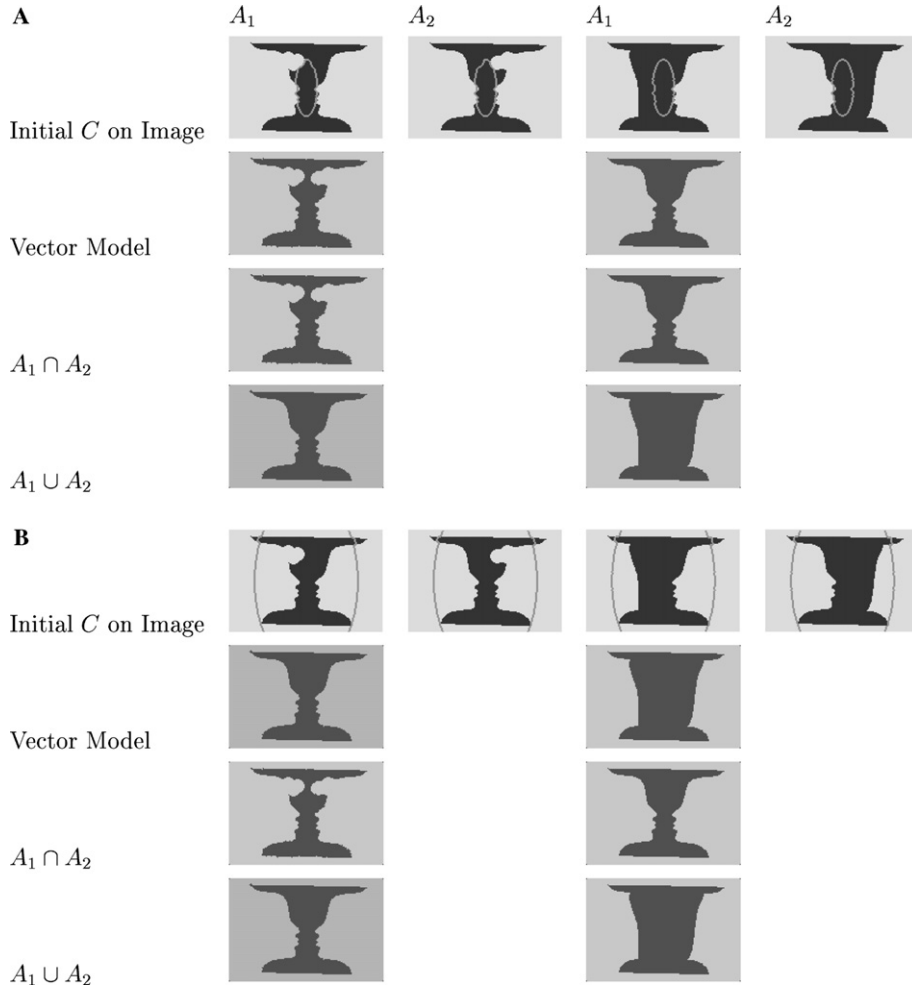 A A₁ A₂ A₁ A₂
Initial C on Image
Vector Model
A₁ ∩ A₂
A₁ ∪ A₂
B
Initial C on Image
Vector Model
A₁ ∩ A₂
A₁ ∪ A₂